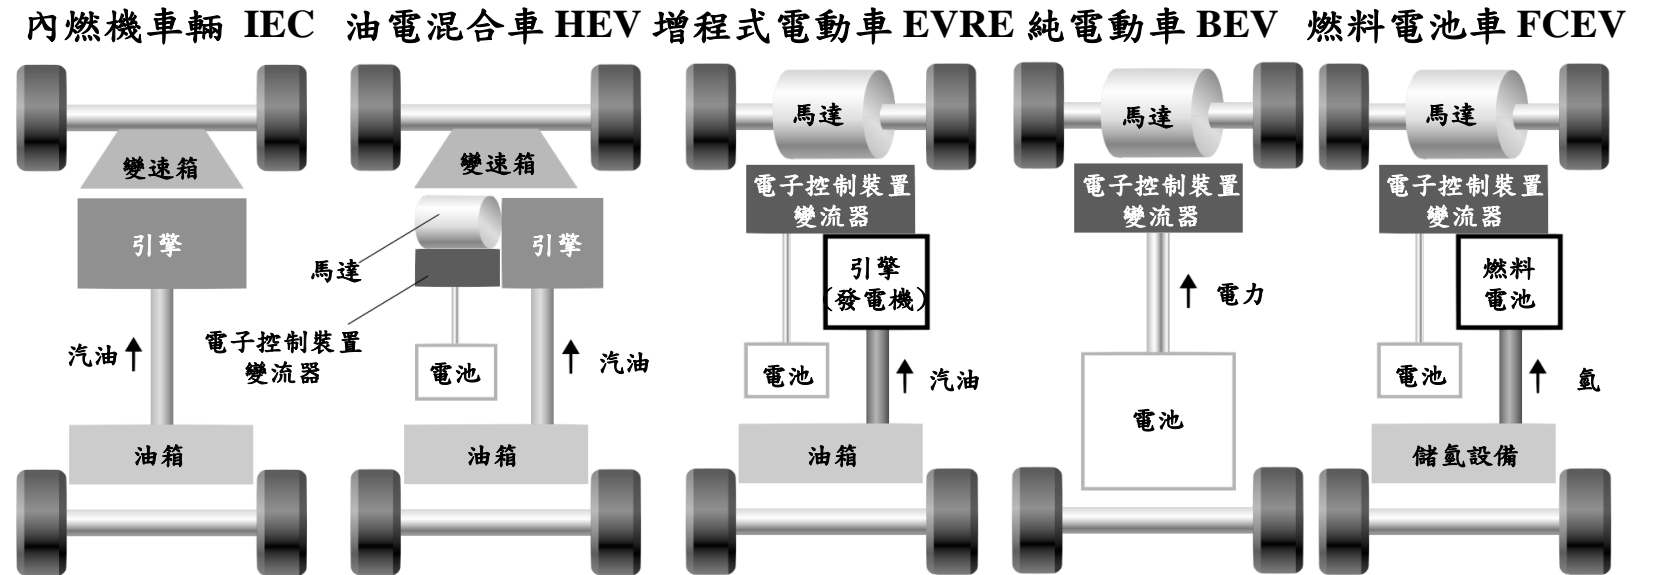 內燃機車輛 IEC
變速箱
引擎
汽油
油箱
油電混合車 HEV
變速箱
引擎
馬達
電子控制裝置
變流器
電池
汽油
油箱
增程式電動車 EVRE
馬達
電子控制裝置
變流器
引擎
(發電機)
電池
汽油
油箱
純電動車 BEV
馬達
電子控制裝置
變流器
電力
電池
燃料電池車 FCEV
馬達
電子控制裝置
變流器
燃料
電池
電池
氫
儲氫設備